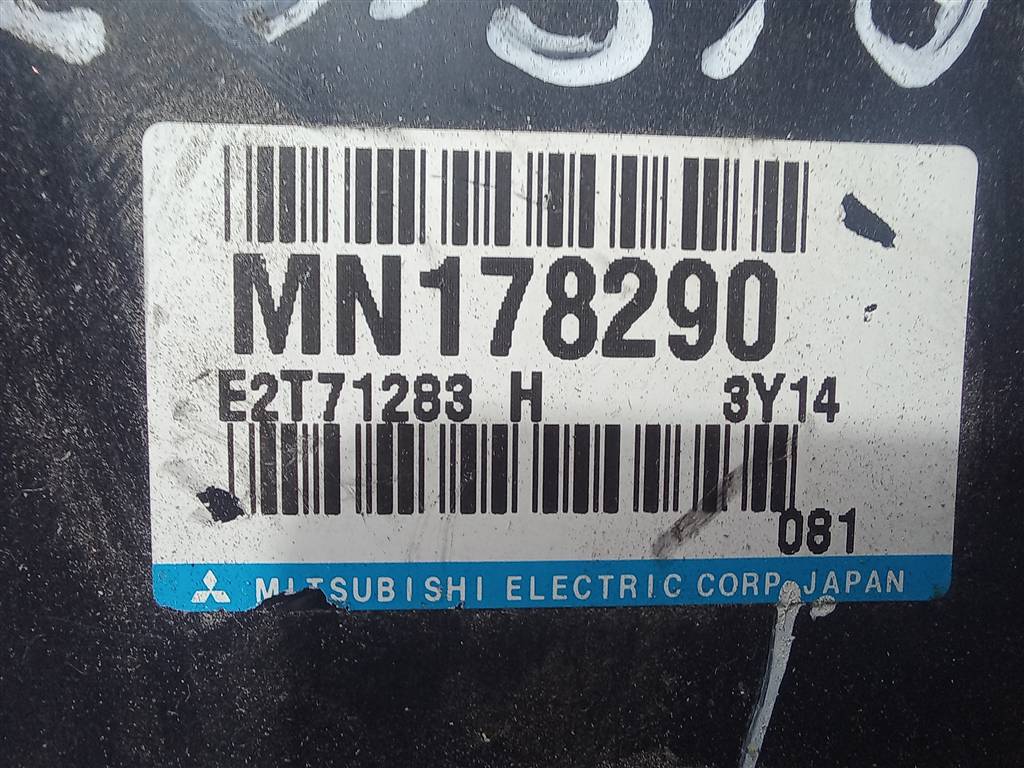 MN178290
E2T71283 H 3Y14
081
MITSUBISHI ELECTRIC CORP. JAPAN